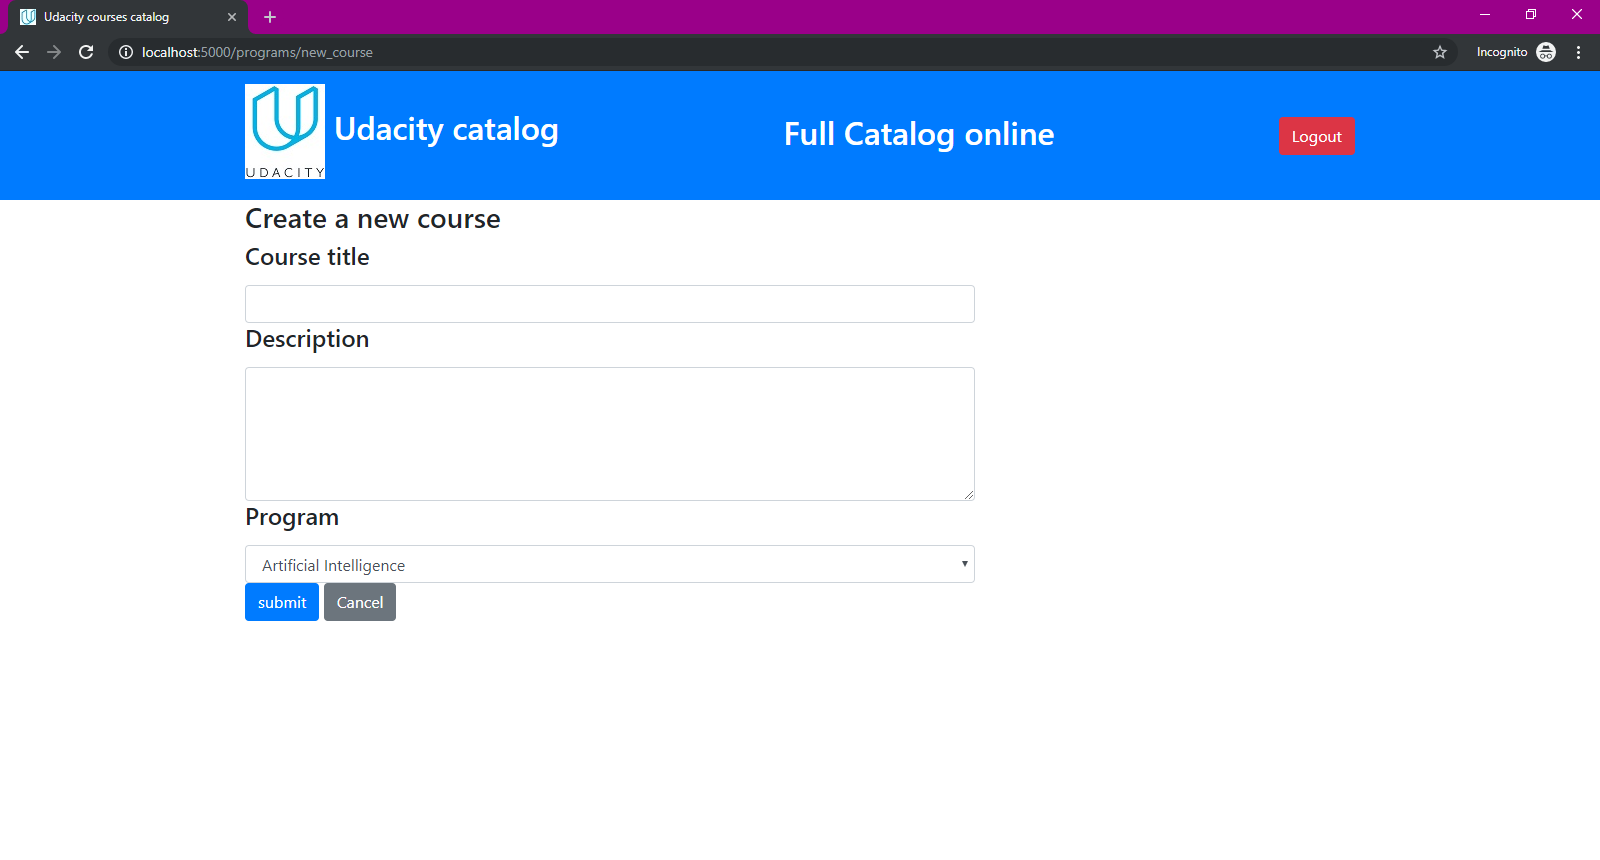 Udacity courses catalog
localhost:5000/programs/new_course
Incognito
UDACITY
Udacity catalog
Full Catalog online
Logout
Create a new course
Course title
Description
Program
Artificial Intelligence
submit
Cancel